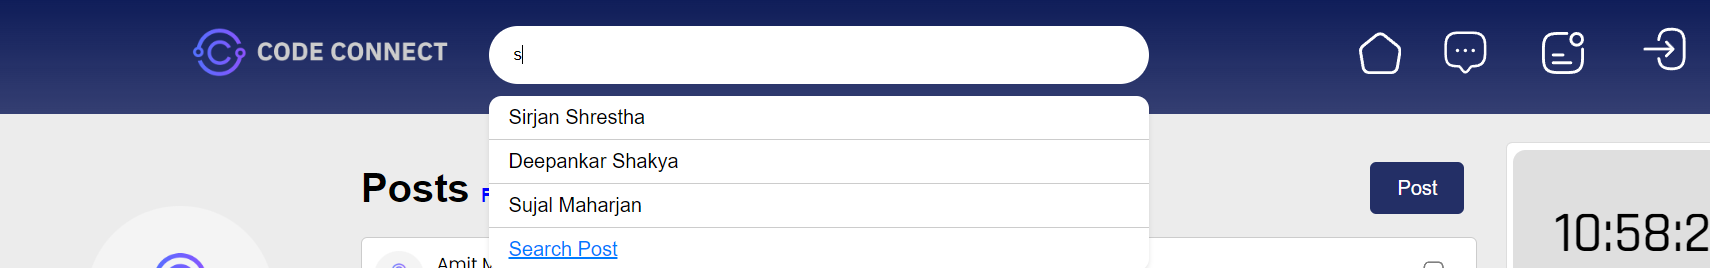 CODE CONNECT
s
Sirjan Shrestha
Deepankar Shakya
Sujal Maharjan
Search Post
Posts
Post
10:58:2
Amit